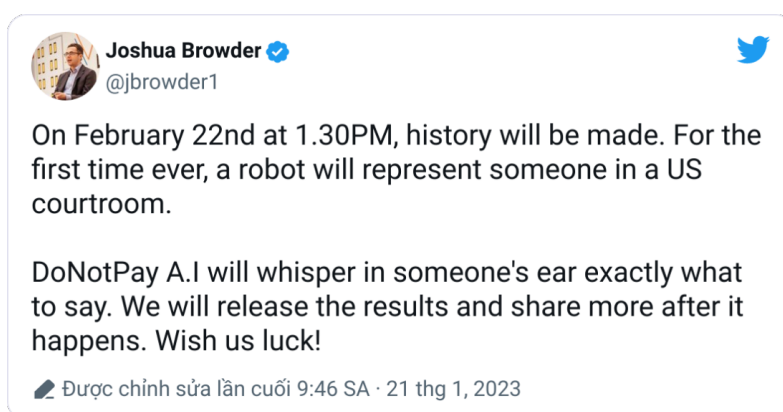 Joshua Browder
@jbrowder1
On February 22nd at 1.30PM, history will be made. For the
first time ever, a robot will represent someone in a US
courtroom.
DoNotPay A.I will whisper in someone's ear exactly what
to say. We will release the results and share more after it
happens. Wish us luck!
Được chỉnh sửa lần cuối 9:46 SA · 21 thg 1, 2023